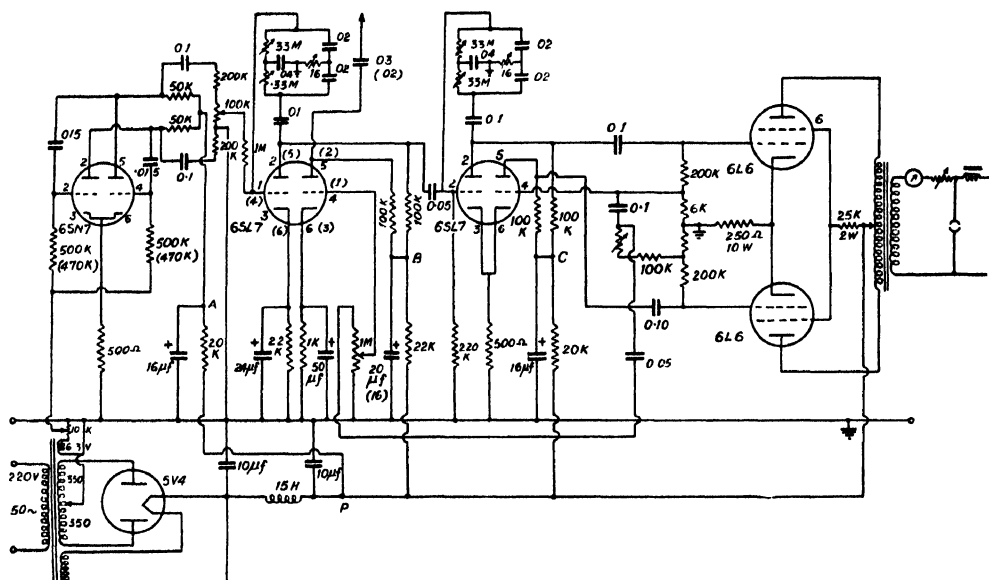 .33M
04
.33M
16
02
02
03
(02)
01
.33M
04
33M
16
02
02
0.1
0.1
200K
50K
100K
50K
200
K
0.1
.015
.015
2
5
2
4
3
6
6SN7
500K
(470K)
500K
(470K)
1M
2
(5)
(2)
5
1
(4)
(1)
4
3
(6)
6
(3)
6SL7
100K
100K
B
0.05
2
5
2
4
3
6
6SL7
100
K
100
K
C
0.1
200K
6K
0.1
100K
200K
0.10
250Ω
10W
6L6
6
6L6
25K
2W
A
A
500Ω
16μf
20
K
24μf
22
K
1K
50
μf
1M
20
μf
(16)
22K
220
K
500Ω
16μf
20K
0.05
10K
6.3V
220V
50~
350
350
5V4
10μf
10μf
15H
P